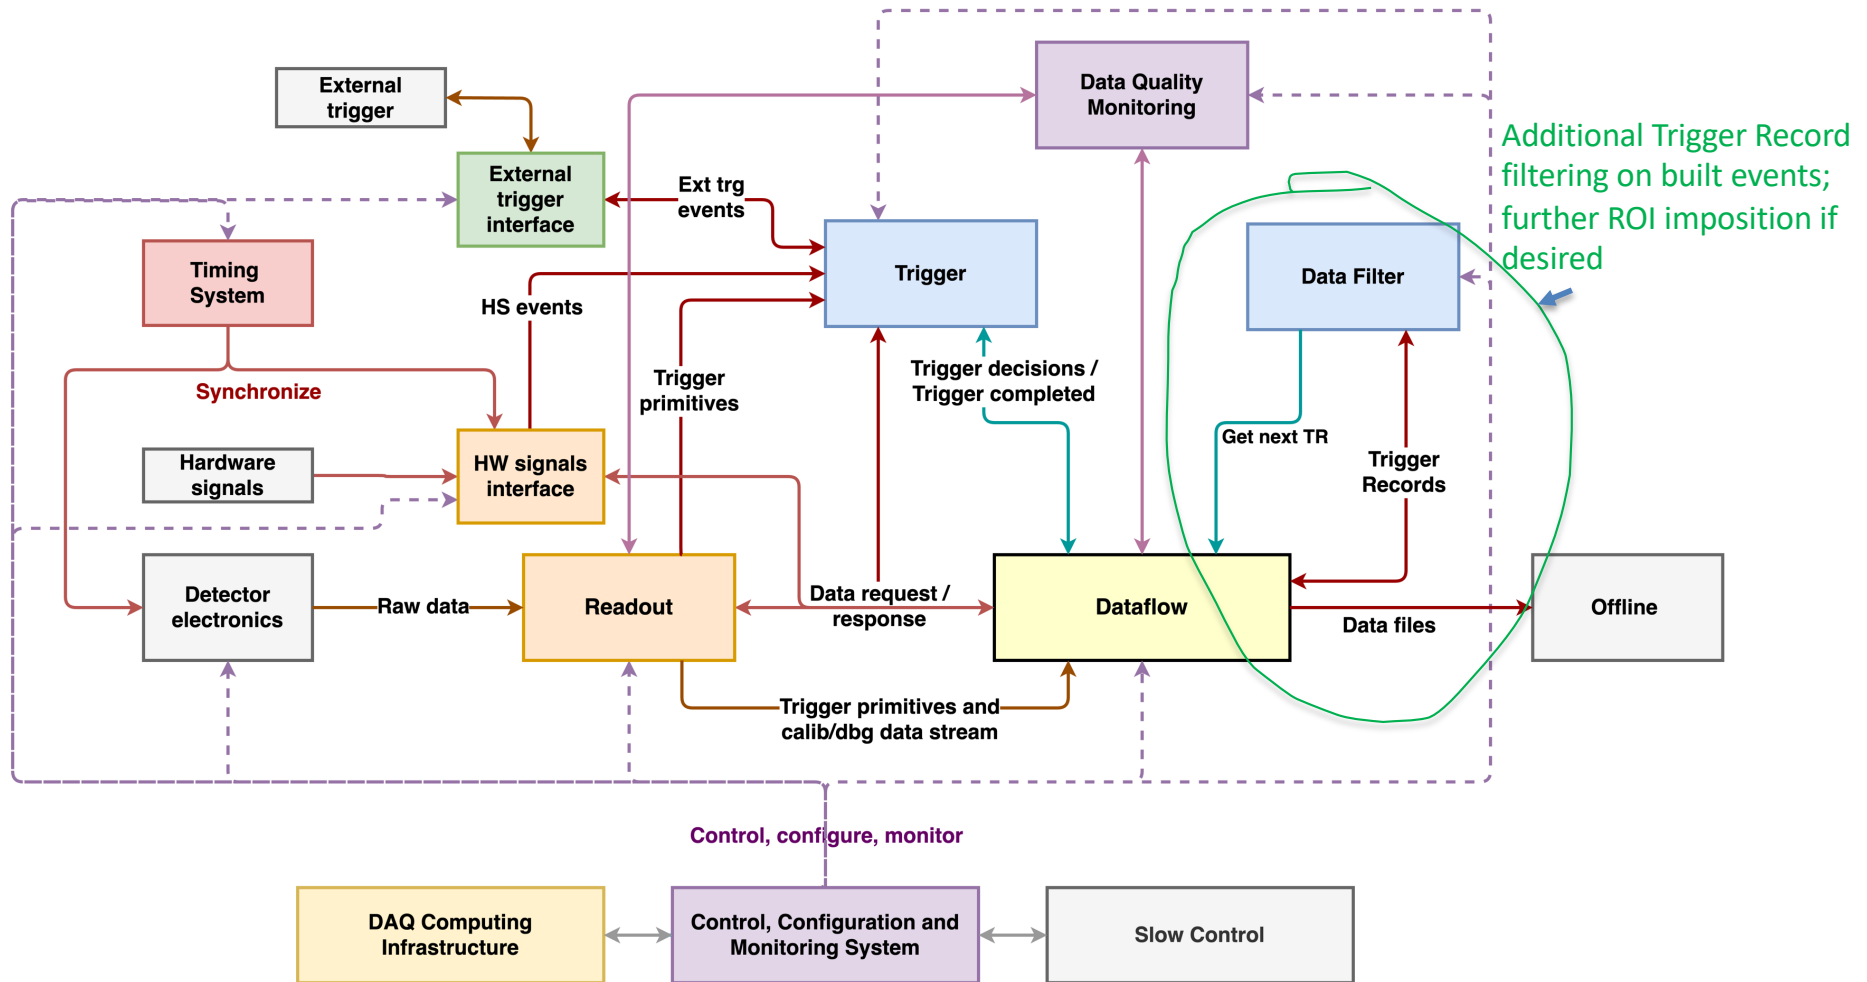 External
trigger
Data Quality
Monitoring
Additional Trigger Record
filtering on built events;
further ROI imposition if
desired
External
trigger
interface
Ext trg
events
Timing
System
Trigger
Data Filter
HS events
Synchronize
Trigger
primitives
Trigger decisions /
Trigger completed
Get next TR
Trigger
Records
Hardware
signals
HW signals
interface
Detector
electronics
Raw data
Readout
Data request /
response
Dataflow
Data files
Offline
Trigger primitives and
calib/dbg data stream
Control, configure, monitor
DAQ Computing
Infrastructure
Control, Configuration and
Monitoring System
Slow Control